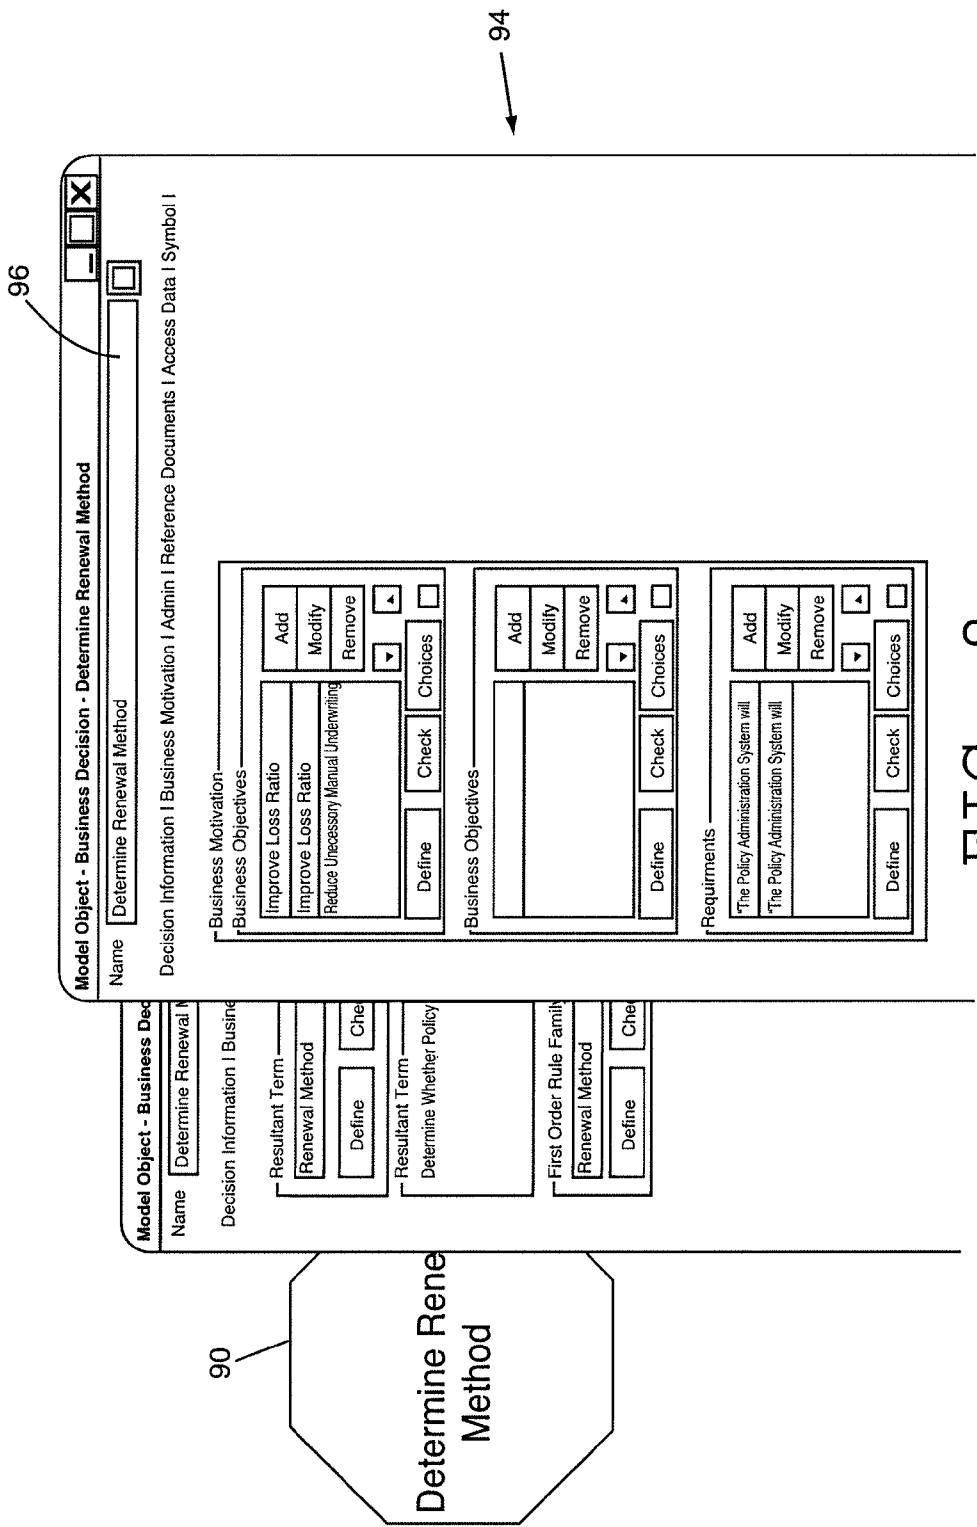 94
96
Model Object - Business Decision - Determine Renewal Method
Name Determine Renewal Method
Decision Information I Business Motivation I Admin I Reference Documents I Access Data I Symbol I
Business Motivation
Business Objectives
Improve Loss Ratio
Improve Loss Ratio
Reduce Unecessory Manual Underwriting
Add
Modify
Remove
Define Check Choices
Business Objectives
Add
Modify
Remove
Define Check Choices
Requirments
"The Policy Administration System will
"The Policy Administration System will
Add
Modify
Remove
Define Check Choices
Model Object - Business Dec
Name Determine Renewal M
Decision Information I Busine
Resultant Term
Renewal Method
Define Chec
Resultant Term
Determine Whether Policy
First Order Rule Family
Renewal Method
Define Chec
90
Determine Rene
Method